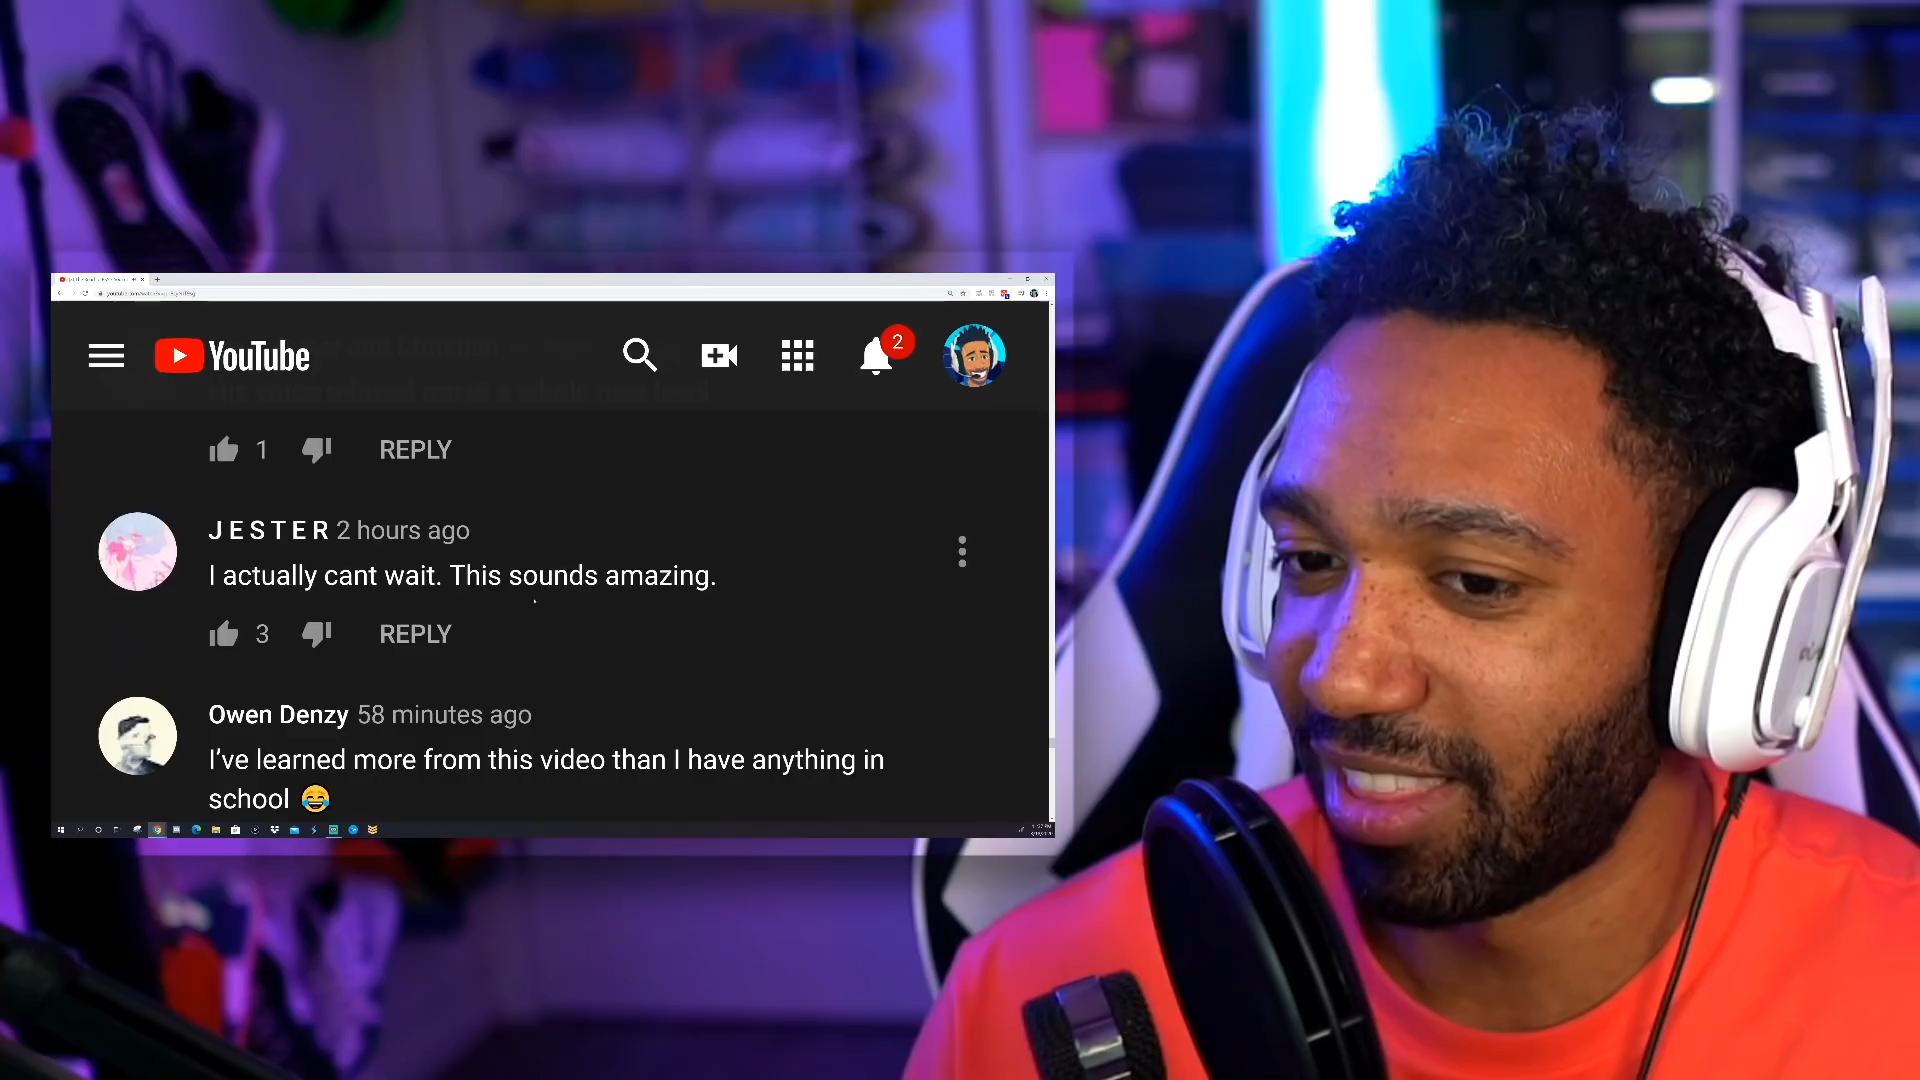 YouTube
2
1 REPLY
J E S T E R 2 hours ago
I actually cant wait. This sounds amazing.
3 REPLY
Owen Denzy 58 minutes ago
I've learned more from this video than I have anything in
school 😂